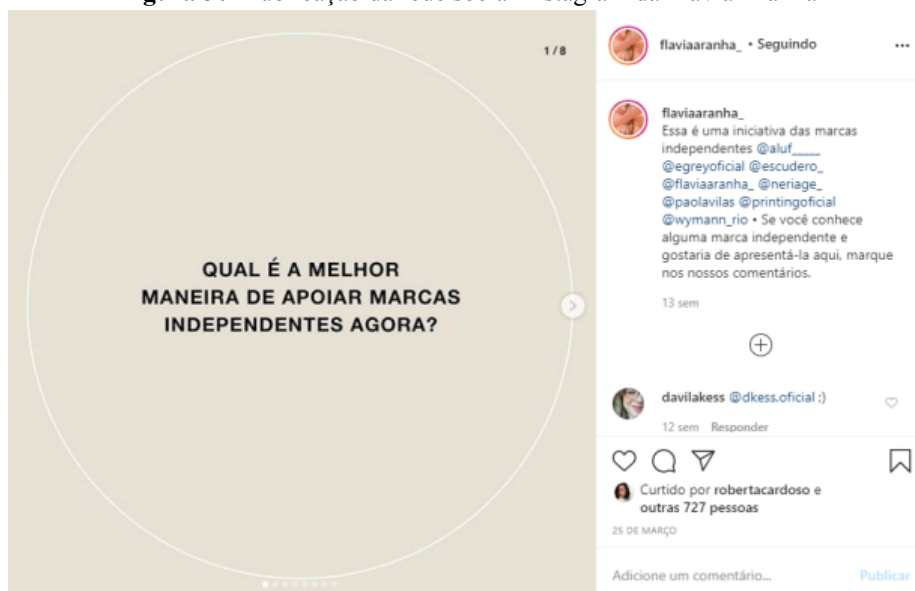 1/8
QUAL É A MELHOR
MANEIRA DE APOIAR MARCAS
INDEPENDENTES AGORA?
flaviaaranha_ • Seguindo
flaviaaranha_
Essa é uma iniciativa das marcas
independentes @aluf_____
@egreyoficial @escudero_
@flaviaaranha_ @neriage_
@paolavilas @printingoficial
@wymann_rio • Se você conhece
alguma marca independente e
gostaria de apresentá-la aqui, marque
nos nossos comentários.
13 sem
davilakess @dkess.oficial :)
12 sem Responder
Curtido por robertacardoso e
outras 727 pessoas
25 DE MARÇO
Adicione um comentário...
Publicar